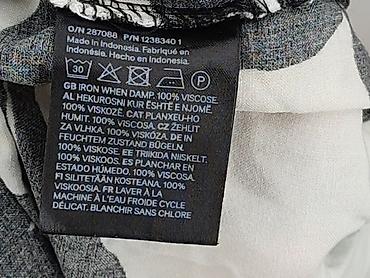 O/N 287088 P/N 1238340 1
Made in Indonesia. Fabriqué en
Indonésie. Hecho en Indonesia.
30 P
GB IRON WHEN DAMP. 100% VISCOSE.
AL HEKUROSNI KUR ËSHTË E NJOMË.
100% VISKOZË. CAT PLANXEU-HO
HUMIT. 100% VISCOSA. CZ ŽEHLIT
ZA VLHKA. 100% VISKÓZA. DE IN
FEUCHTEM ZUSTAND BÜGELN.
100% VISKOSE. EE TRIIKIDA NIISKELT.
100% VISKOOS. ES PLANCHAR EN
ESTADO HÚMEDO. 100% VISCOSA.
FI SILITETÄÄN KOSTEANA. 100%
VISKOOSIA. FR LAVER À LA
MACHINE À L'EAU FROIDE CYCLE
DÉLICAT. BLANCHIR SANS CHLORE